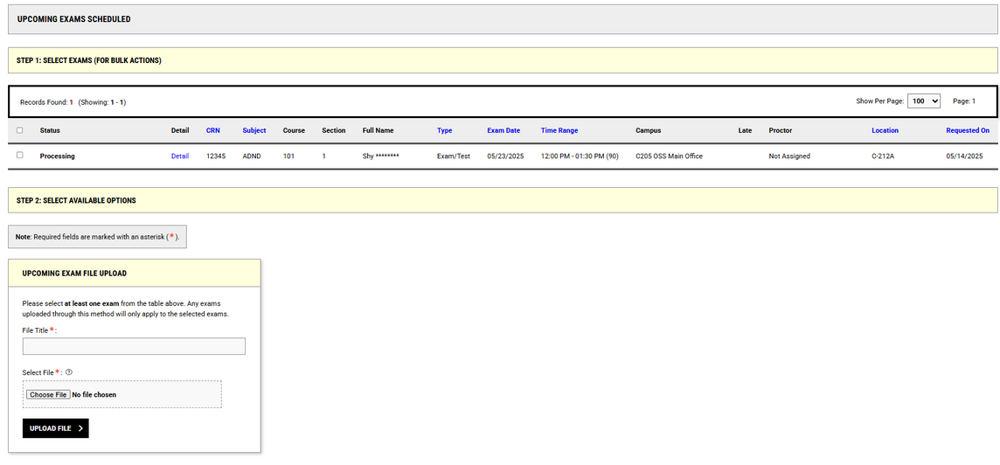 UPCOMING EXAMS SCHEDULED
STEP 1: SELECT EXAMS (FOR BULK ACTIONS)
Records Found: 1 (Showing: 1 - 1) Show Per Page: 100 Page: 1
Status Detail CRN Subject Course Section Full Name Type Exam Date Time Range Campus Late Proctor Location Requested On
Processing Detail 12345 ADND 101 1 Shy ******** Exam/Test 05/23/2025 12:00 PM - 01:30 PM (90) C205 OSS Main Office Not Assigned C-212A 05/14/2025
STEP 2: SELECT AVAILABLE OPTIONS
Note: Required fields are marked with an asterisk (*).
UPCOMING EXAM FILE UPLOAD
Please select at least one exam from the table above. Any exams
uploaded through this method will only apply to the selected exams.
File Title *:
Select File *: ?
Choose File No file chosen
UPLOAD FILE